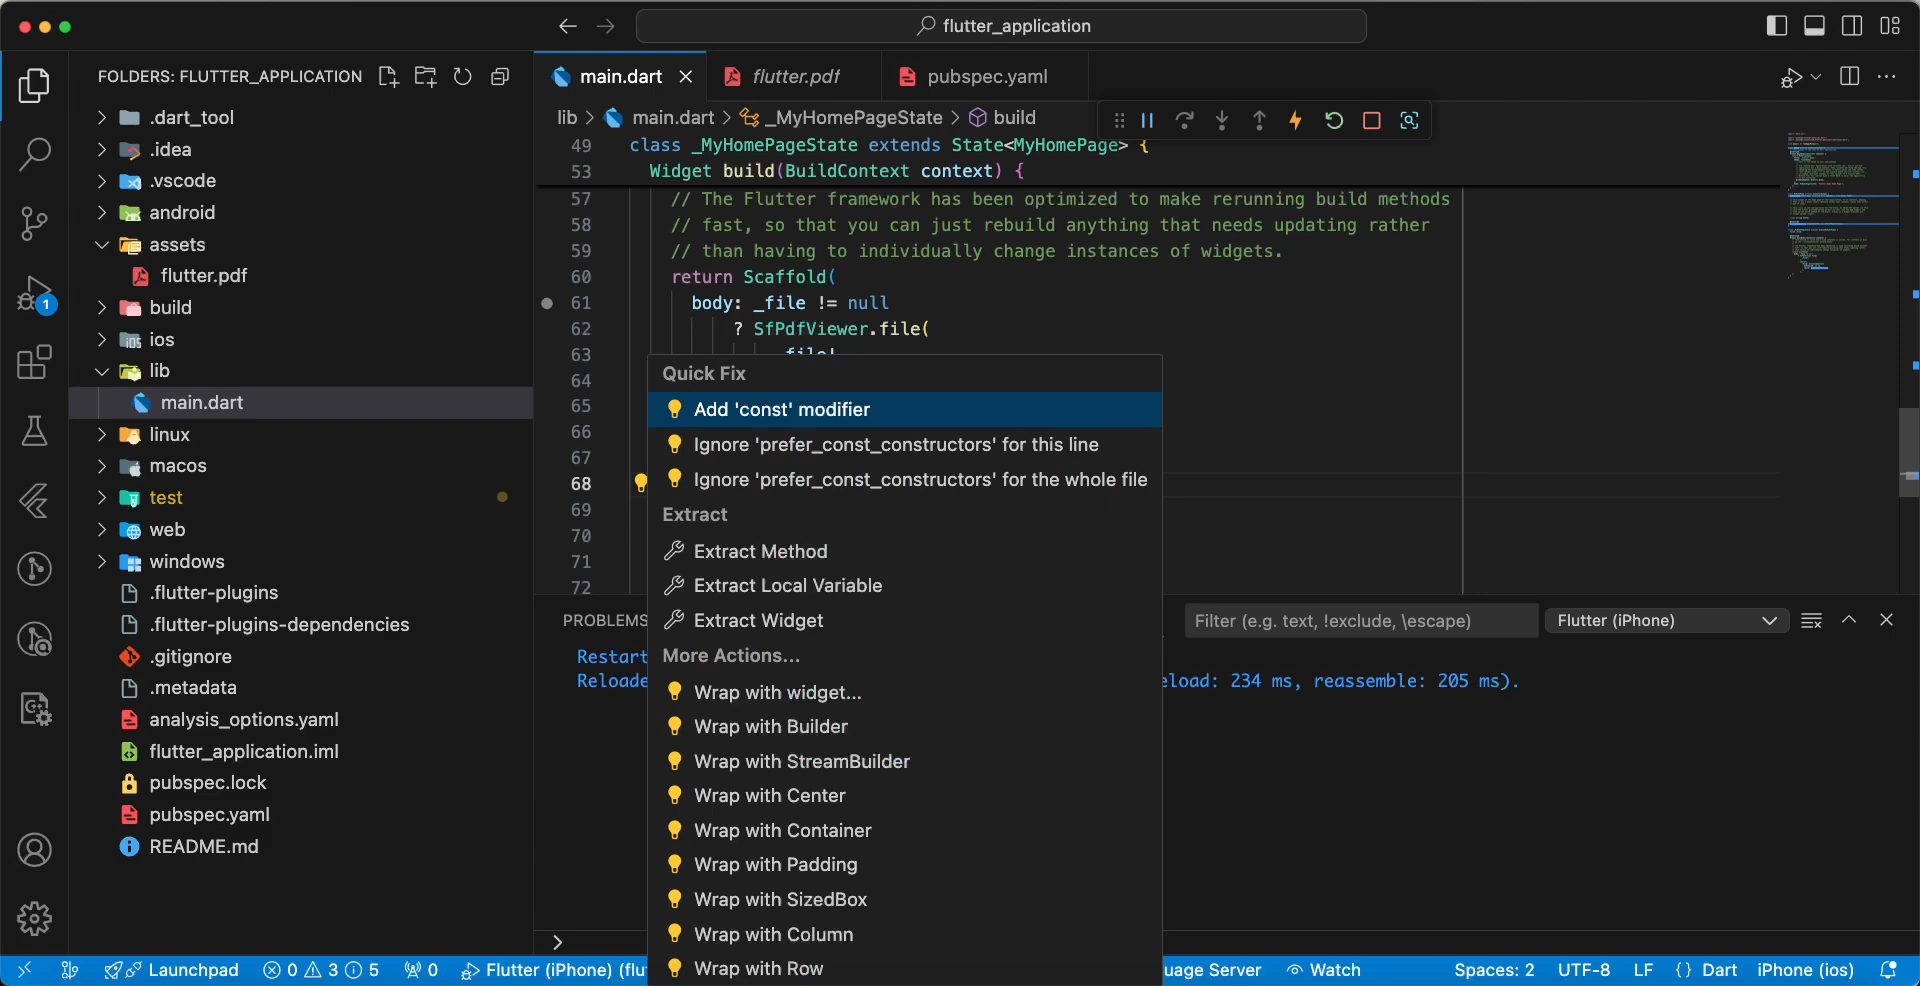 flutter_application
FOLDERS: FLUTTER_APPLICATION
.dart_tool
.idea
.vscode
android
assets
flutter.pdf
build
ios
lib
main.dart
linux
macos
test
web
windows
.flutter-plugins
.flutter-plugins-dependencies
.gitignore
.metadata
analysis_options.yaml
flutter_application.iml
pubspec.lock
pubspec.yaml
README.md
1
main.dart
flutter.pdf
pubspec.yaml
lib > main.dart > _MyHomePageState > build
49 class _MyHomePageState extends State<MyHomePage> {
53 Widget build(BuildContext context) {
57 // The Flutter framework has been optimized to make rerunning build methods
58 // fast, so that you can just rebuild anything that needs updating rather
59 // than having to individually change instances of widgets.
60 return Scaffold(
61 body: _file != null
62 ? SfPdfViewer.file(
63
64
65
66
67
68
69
70
71
72
Quick Fix
Add 'const' modifier
Ignore 'prefer_const_constructors' for this line
Ignore 'prefer_const_constructors' for the whole file
Extract
Extract Method
Extract Local Variable
Extract Widget
More Actions...
Wrap with widget...
Wrap with Builder
Wrap with StreamBuilder
Wrap with Center
Wrap with Container
Wrap with Padding
Wrap with SizedBox
Wrap with Column
Wrap with Row
PROBLEMS
Filter (e.g. text, !exclude, \escape)
Flutter (iPhone)
Restart
Reloade
eload: 234 ms, reassemble: 205 ms).
Launchpad
0 3 5
0
Flutter (iPhone) (flu
uage Server
Watch
Spaces: 2
UTF-8
LF
{ } Dart
iPhone (ios)